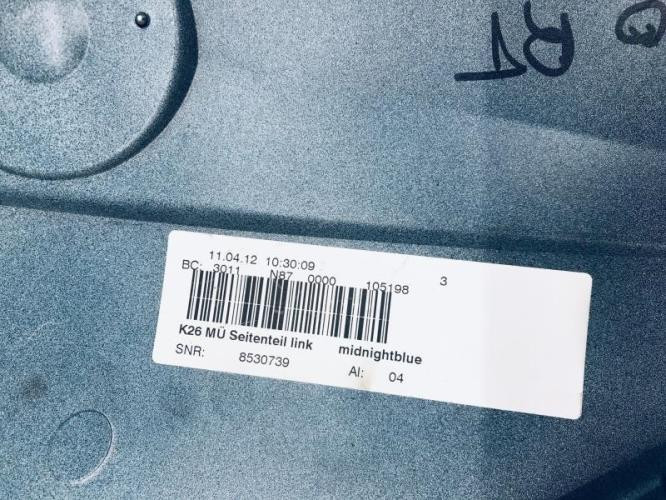 RT
11.04.12 10:30:09
BC: 3011 N87 0000 105198 3
K26 MÜ Seitenteil link midnightblue
SNR: 8530739 AI: 04